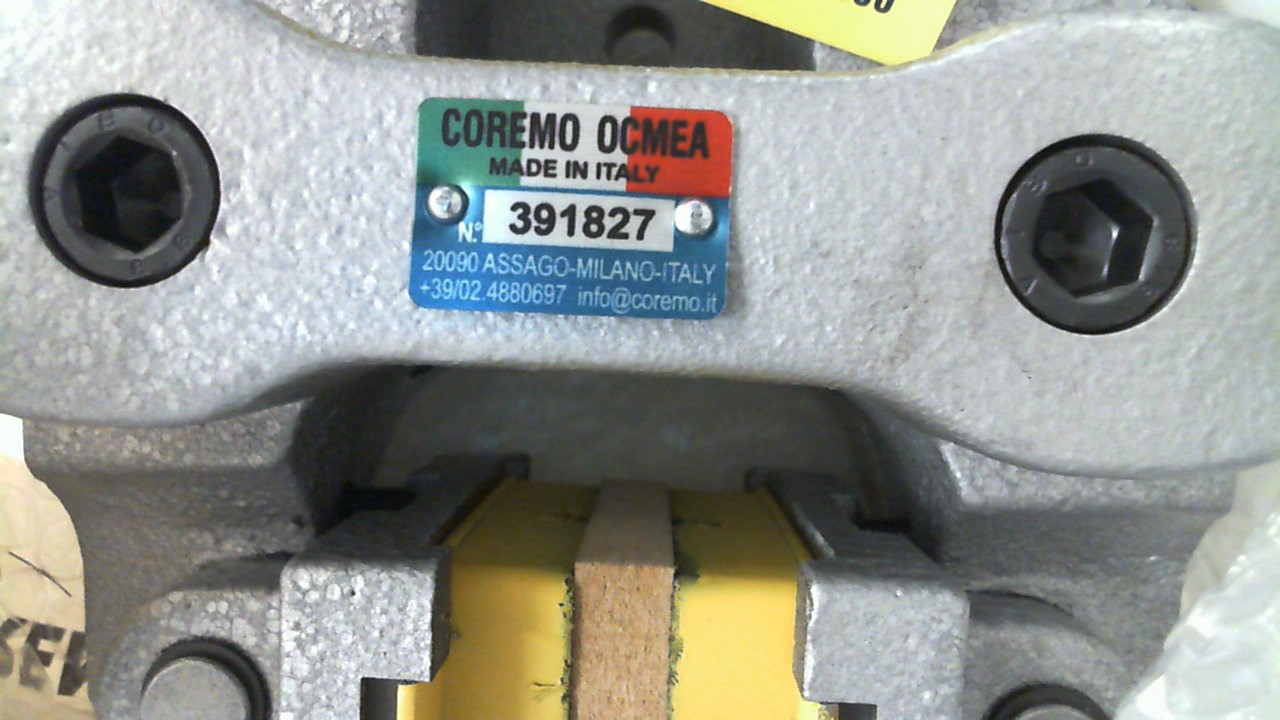 COREMO OCMEA
MADE IN ITALY
N.° 391827
20090 ASSAGO-MILANO-ITALY
+39/02.4880697 info@coremo.it